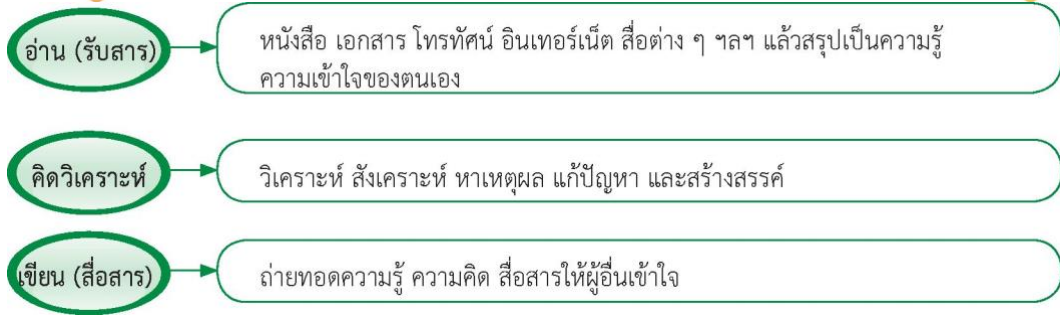 อ่าน (รับสาร)
หนังสือ เอกสาร โทรทัศน์ อินเทอร์เน็ต สื่อต่าง ๆ ฯลฯ แล้วสรุปเป็นความรู้
ความเข้าใจของตนเอง
คิดวิเคราะห์
วิเคราะห์ สังเคราะห์ หาเหตุผล แก้ปัญหา และสร้างสรรค์
เขียน (สื่อสาร)
ถ่ายทอดความรู้ ความคิด สื่อสารให้ผู้อื่นเข้าใจ